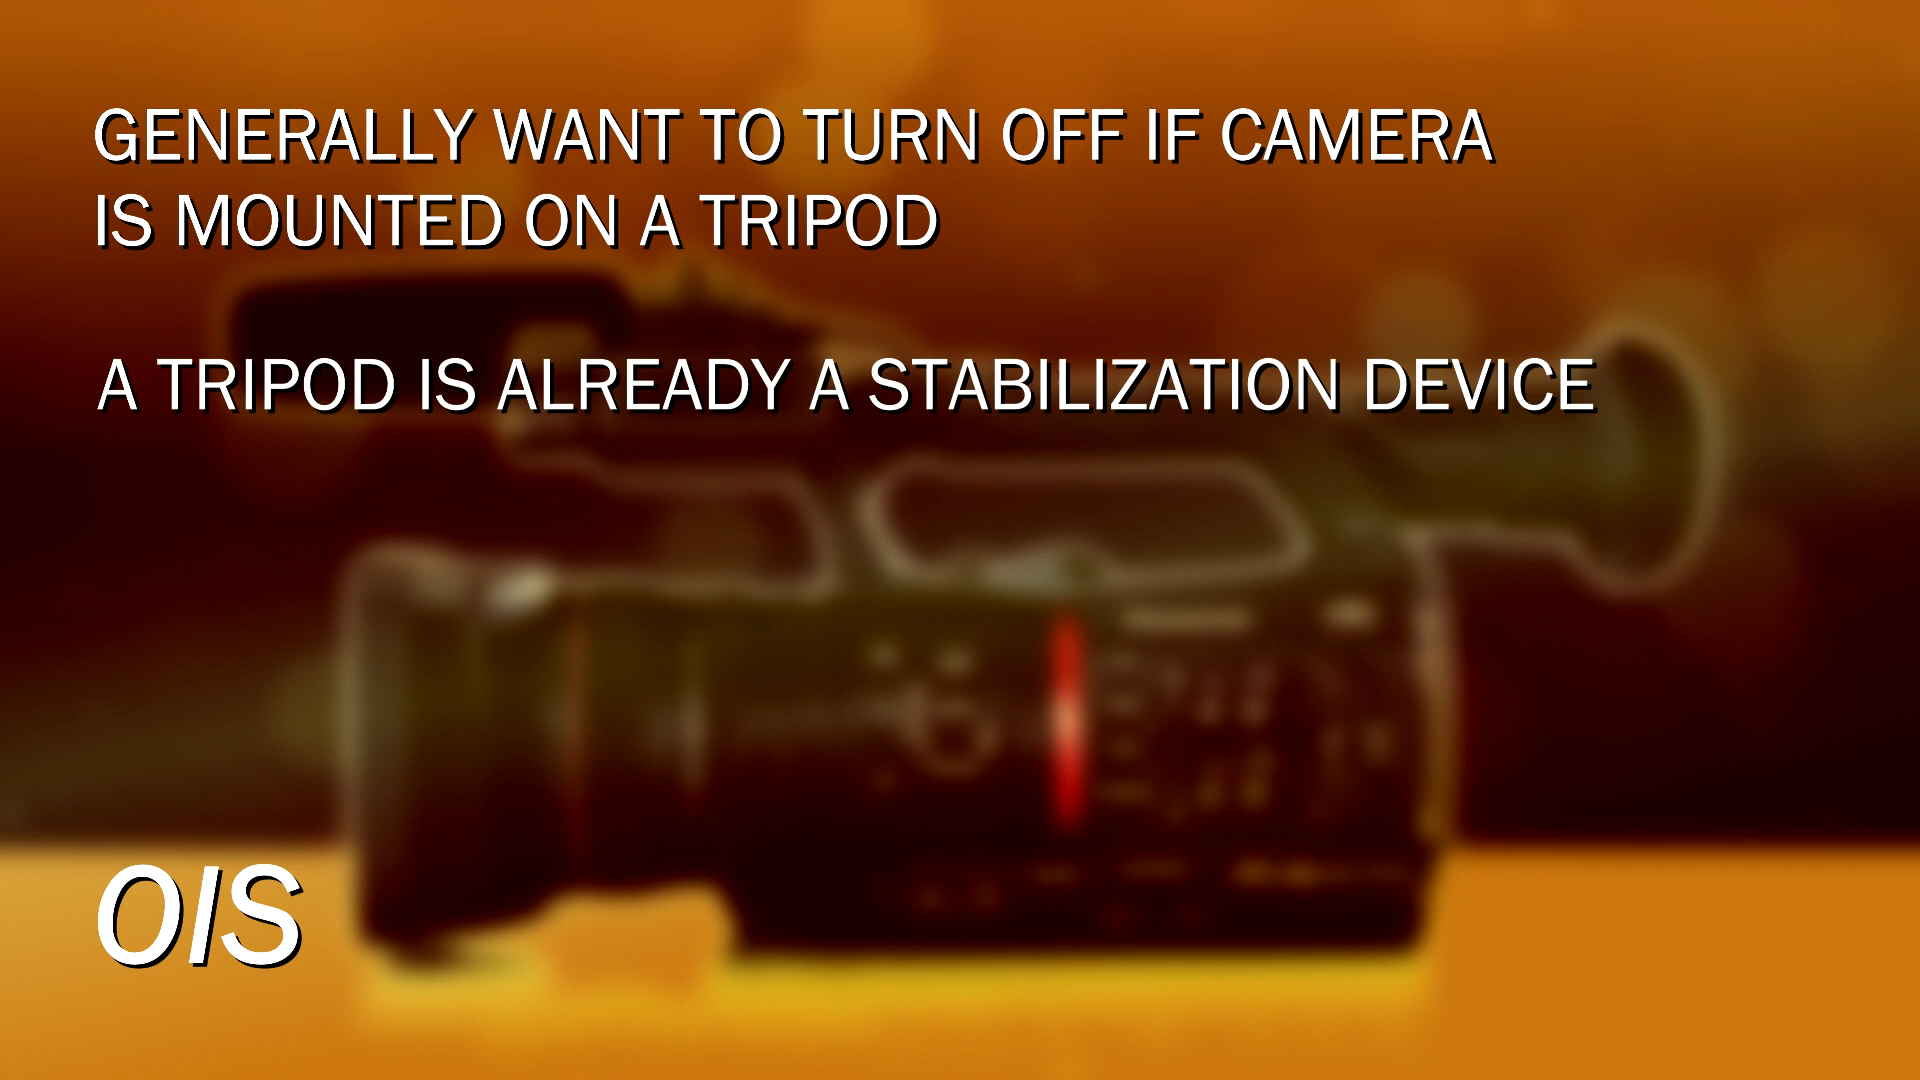 GENERALLY WANT TO TURN OFF IF CAMERA
IS MOUNTED ON A TRIPOD
A TRIPOD IS ALREADY A STABILIZATION DEVICE
OIS